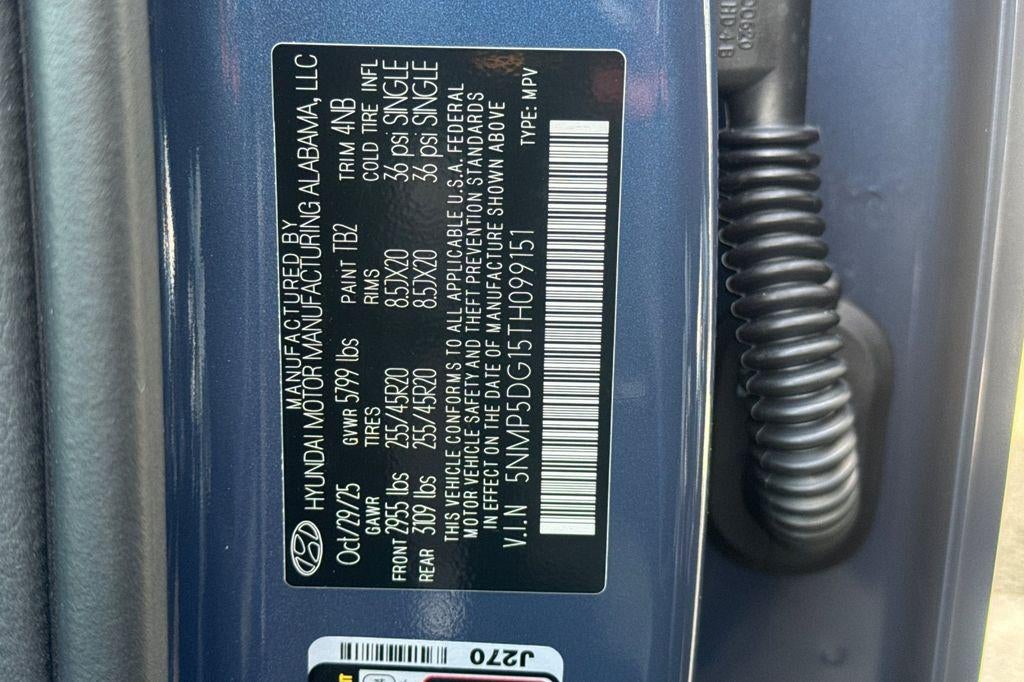 MANUFACTURED BY
HYUNDAI MOTOR MANUFACTURING ALABAMA, LLC
Oct/29/25 GVWR 5799 lbs PAINT TB2 TRIM 4NB
GAWR TIRES RIMS COLD TIRE INFL
FRONT 2955 lbs 255/45R20 8.5JX20 36 psi SINGLE
REAR 3109 lbs 255/45R20 8.5JX20 36 psi SINGLE
THIS VEHICLE CONFORMS TO ALL APPLICABLE U.S.A. FEDERAL
MOTOR VEHICLE SAFETY AND THEFT PREVENTION STANDARDS
IN EFFECT ON THE DATE OF MANUFACTURE SHOWN ABOVE
V.I.N 5NMP5DG15TH099151 TYPE: MPV
J270